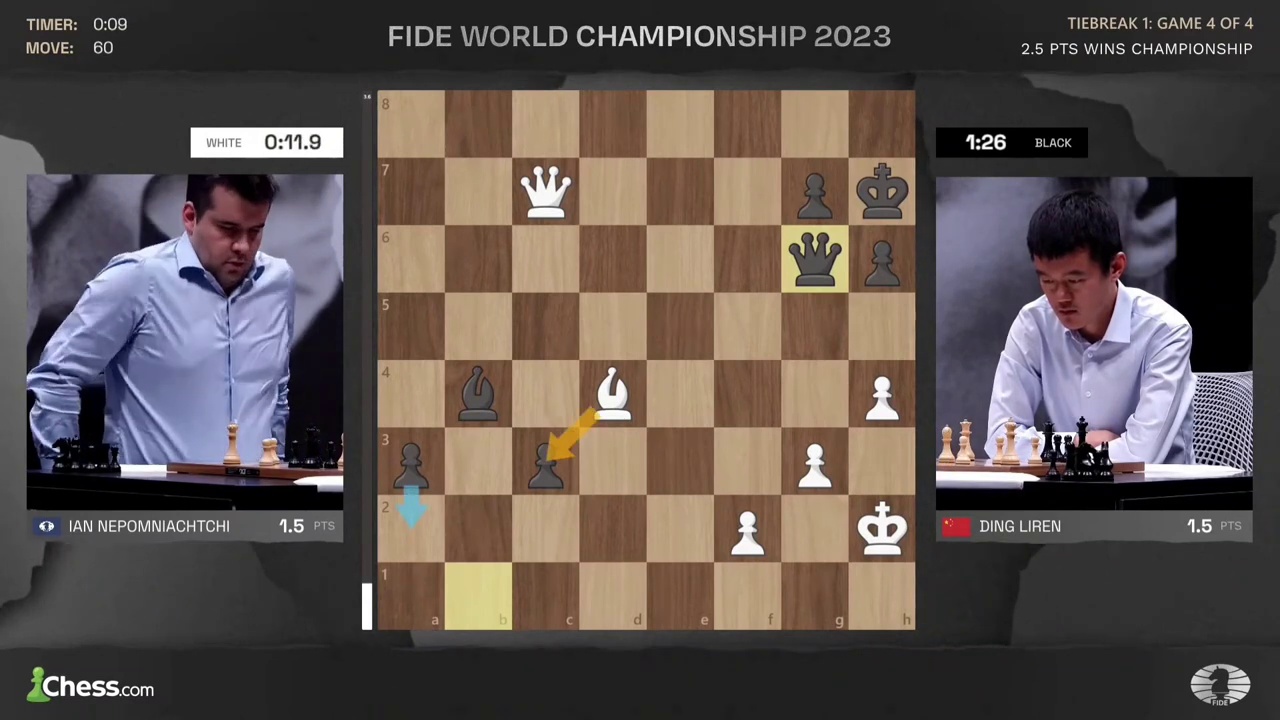 TIMER: 0:09
MOVE: 60
FIDE WORLD CHAMPIONSHIP 2023
TIEBREAK 1: GAME 4 OF 4
2.5 PTS WINS CHAMPIONSHIP
WHITE 0:11.9
1:26 BLACK
8
7
6
5
4
3
2
1
a b c d e f g h
IAN NEPOMNIACHTCHI 1.5 PTS
DING LIREN 1.5 PTS
Chess.com
FIDE